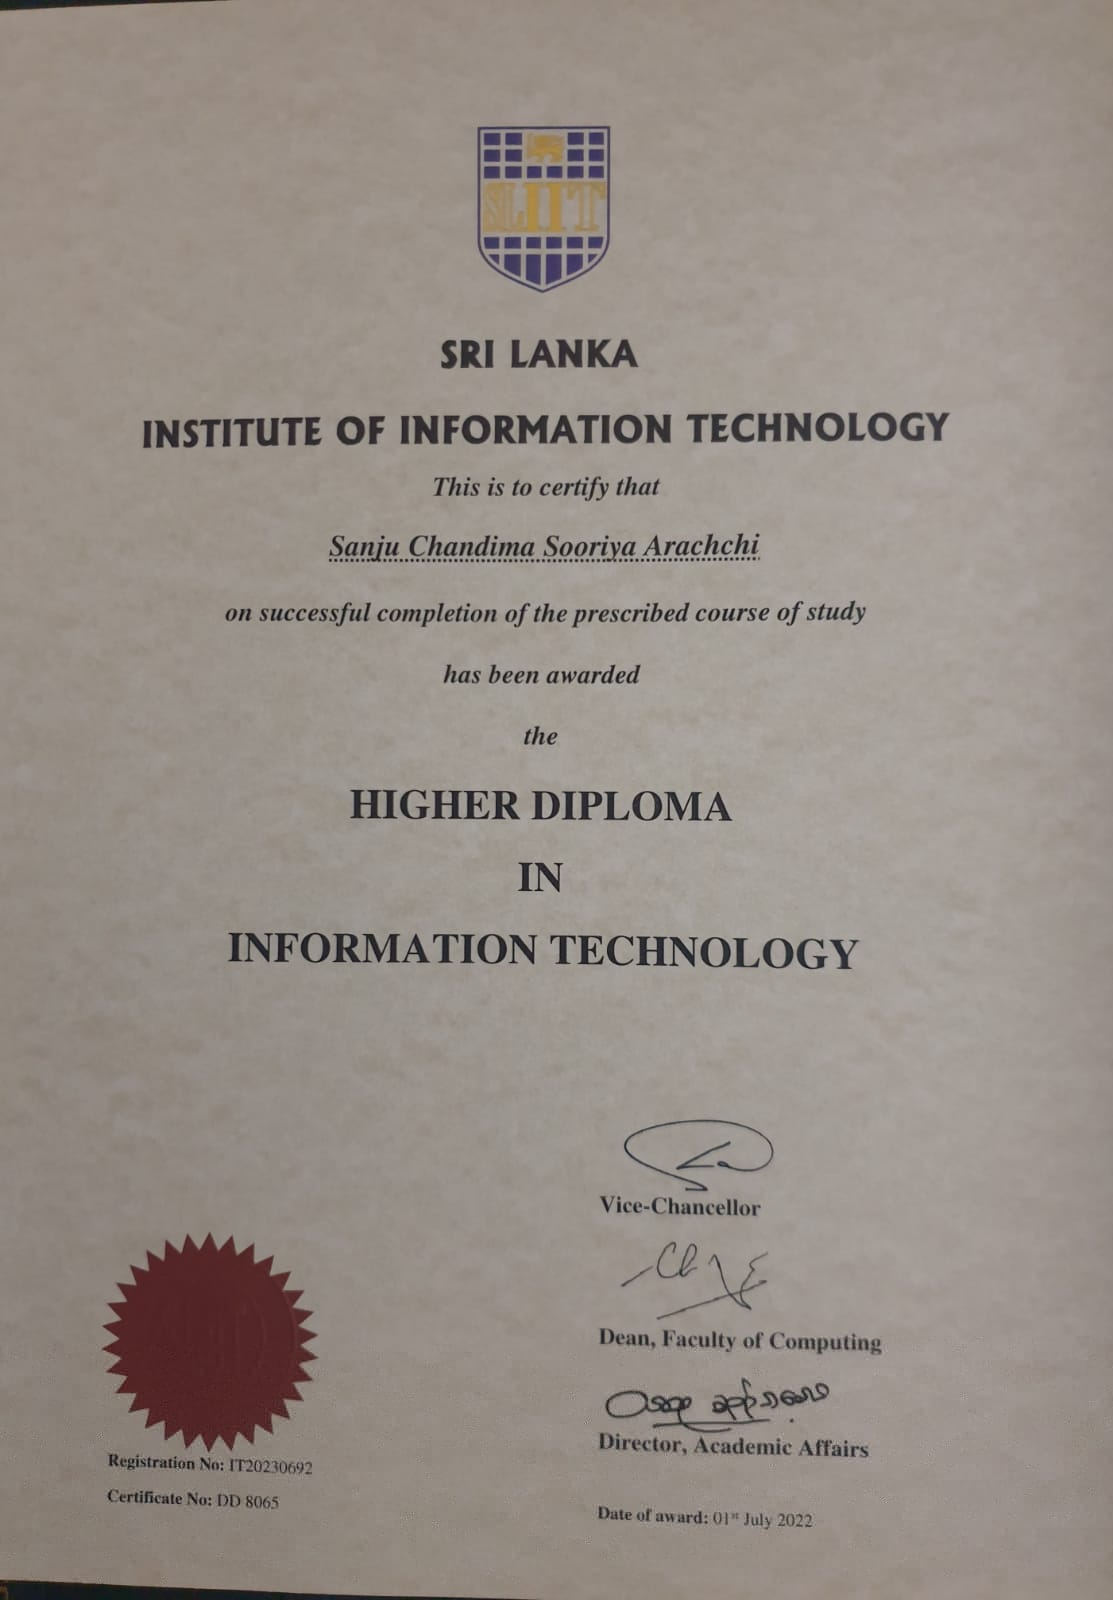 SLIIT
SRI LANKA
INSTITUTE OF INFORMATION TECHNOLOGY
This is to certify that
Sanju Chandima Sooriya Arachchi
on successful completion of the prescribed course of study
has been awarded
the
HIGHER DIPLOMA
IN
INFORMATION TECHNOLOGY
Vice-Chancellor
Dean, Faculty of Computing
Director, Academic Affairs
Registration No: IT20230692
Certificate No: DD 8065
Date of award: 01st July 2022